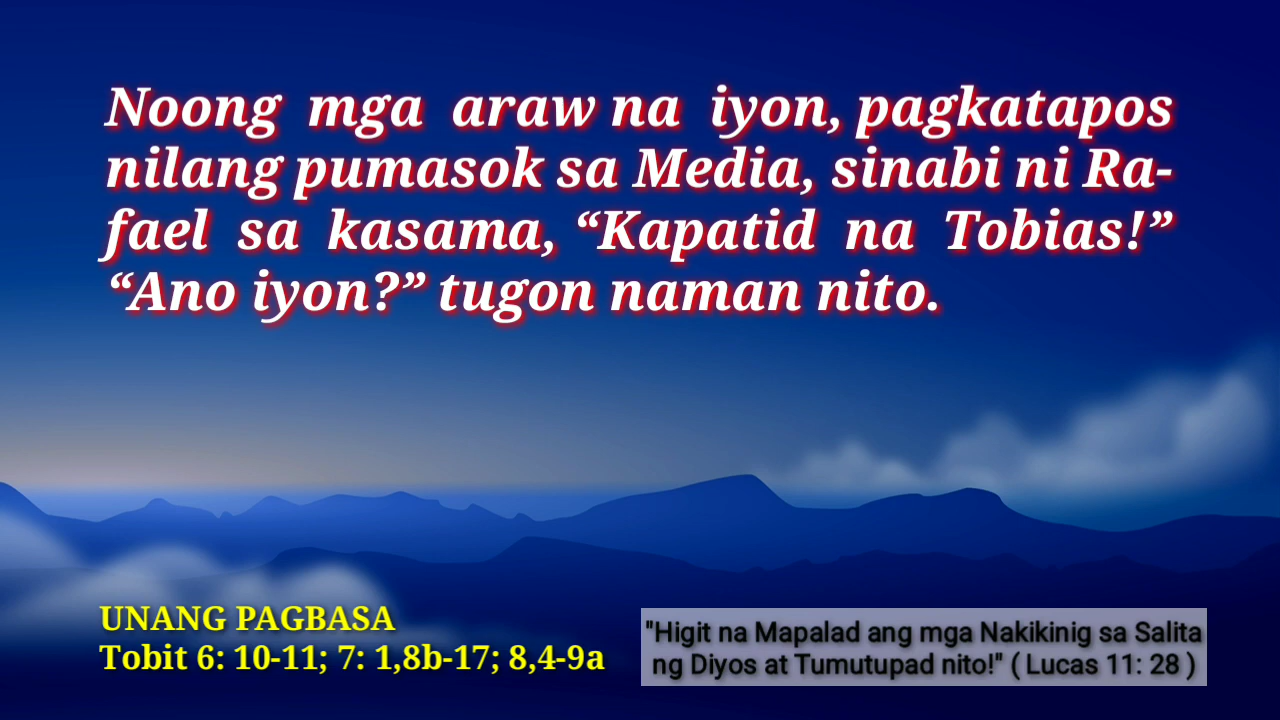 Noong mga araw na iyon, pagkatapos
nilang pumasok sa Media, sinabi ni Ra-
fael sa kasama, “Kapatid na Tobias!”
“Ano iyon?” tugon naman nito.
UNANG PAGBASA
Tobit 6: 10-11; 7: 1,8b-17; 8,4-9a
"Higit na Mapalad ang mga Nakikinig sa Salita
ng Diyos at Tumutupad nito!" ( Lucas 11: 28 )